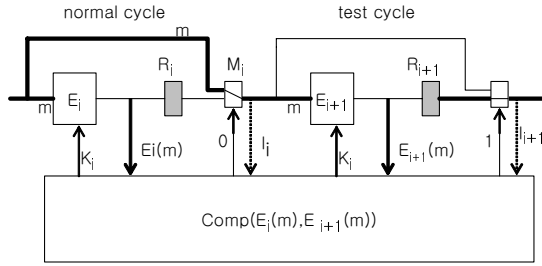 normal cycle
test cycle
m
R_i
M_i
R_{i+1}
m
E_i
m
E_{i+1}
K_i
Ei(m)
0
I_i
K_i
E_{i+1}(m)
1
I_{i+1}
Comp(E_i(m),E_{i+1}(m))